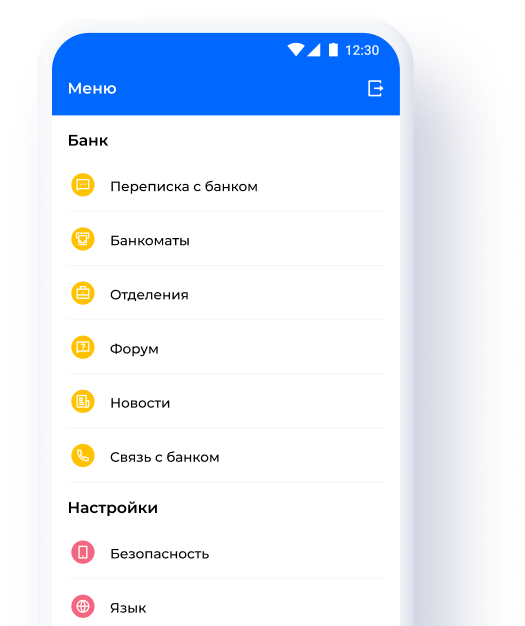 12:30
Меню
Банк
Переписка с банком
Банкоматы
Отделения
Форум
Новости
Связь с банком
Настройки
Безопасность
Язык